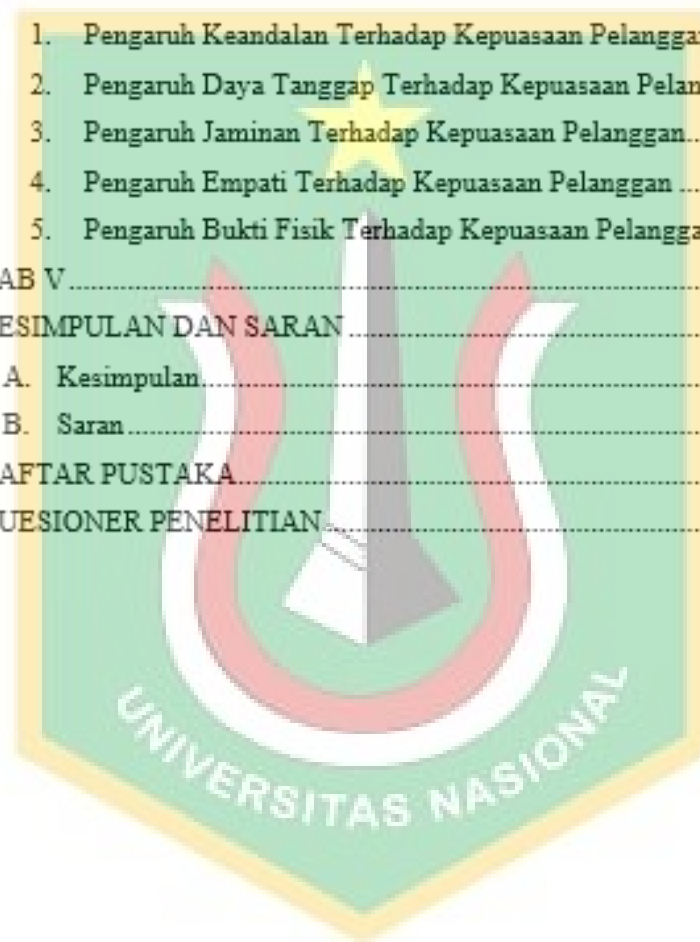 1. Pengaruh Keandalan Terhadap Kepuasaan Pelanggan
2. Pengaruh Daya Tanggap Terhadap Kepuasaan Pelan
3. Pengaruh Jaminan Terhadap Kepuasaan Pelanggan..
4. Pengaruh Empati Terhadap Kepuasaan Pelanggan ...
5. Pengaruh Bukti Fisik Terhadap Kepuasaan Pelangga
AB V..........................................................................................
ESIMPULAN DAN SARAN..................................................
A. Kesimpulan......................................................................
B. Saran................................................................................
AFTAR PUSTAKA................................................................
UESIONER PENELITIAN.....................................................
UNIVERSITAS NASIONAL